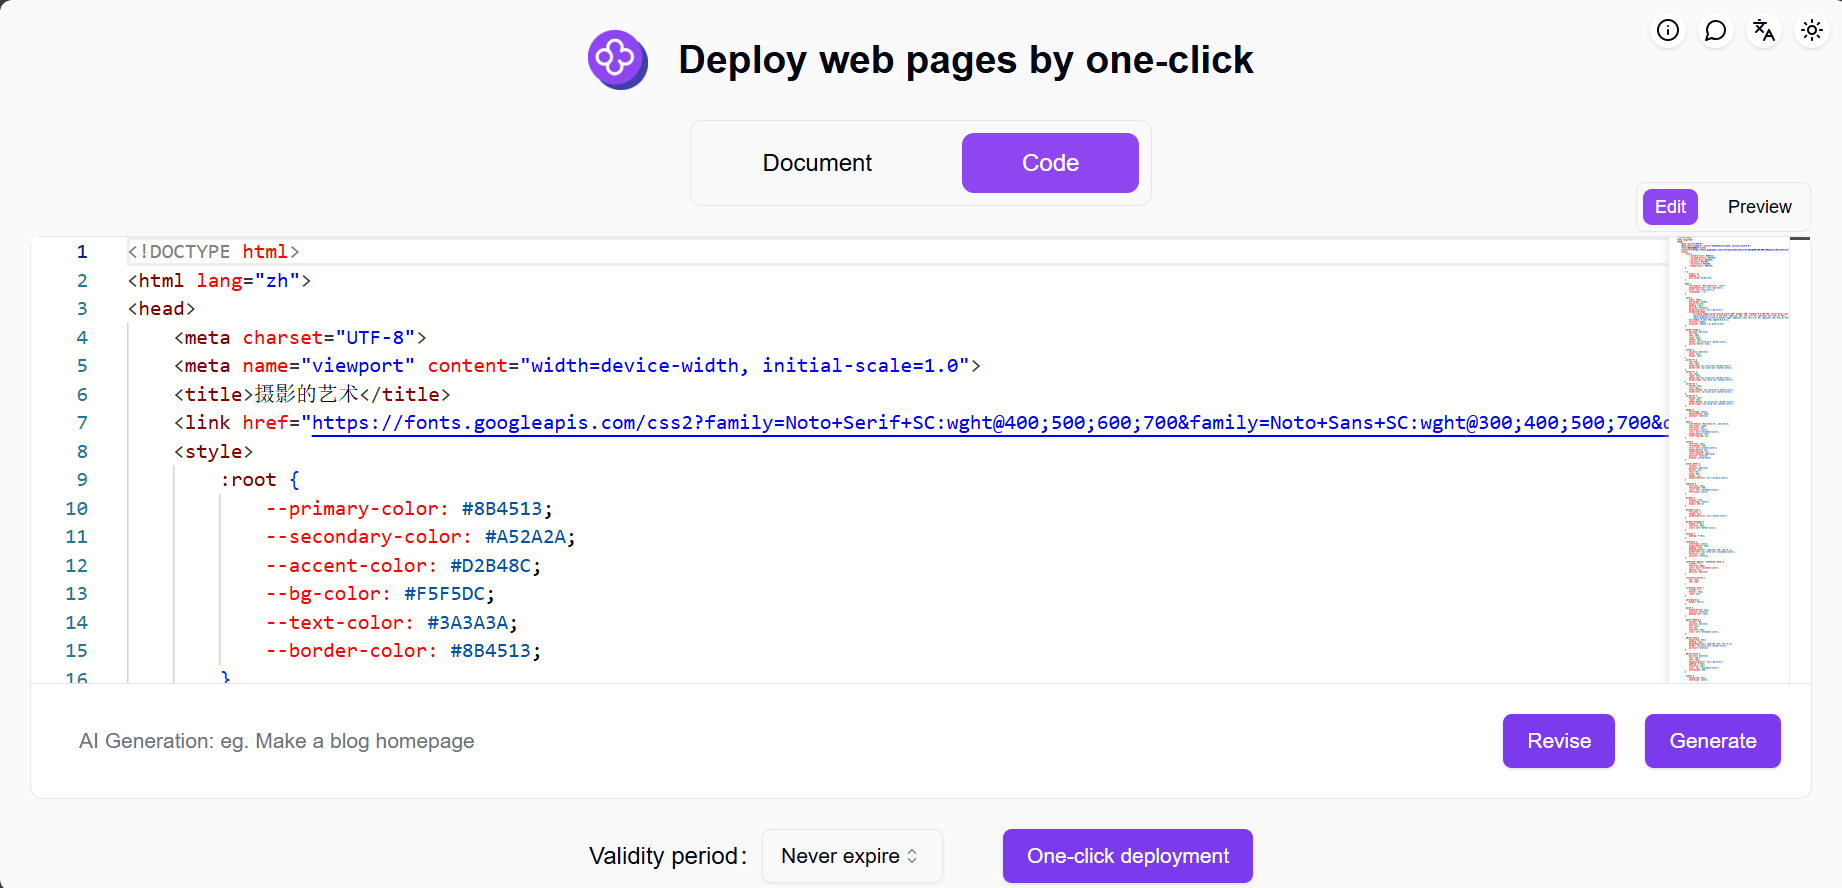 Deploy web pages by one-click
Document
Code
Edit
Preview
1 <!DOCTYPE html>
2 <html lang="zh">
3 <head>
4 <meta charset="UTF-8">
5 <meta name="viewport" content="width=device-width, initial-scale=1.0">
6 <title>摄影的艺术</title>
7 <link href="https://fonts.googleapis.com/css2?family=Noto+Serif+SC:wght@400;500;600;700&family=Noto+Sans+SC:wght@300;400;500;700&
8 <style>
9 :root {
10 --primary-color: #8B4513;
11 --secondary-color: #A52A2A;
12 --accent-color: #D2B48C;
13 --bg-color: #F5F5DC;
14 --text-color: #3A3A3A;
15 --border-color: #8B4513;
16 }
AI Generation: eg. Make a blog homepage
Revise
Generate
Validity period:
Never expire
One-click deployment